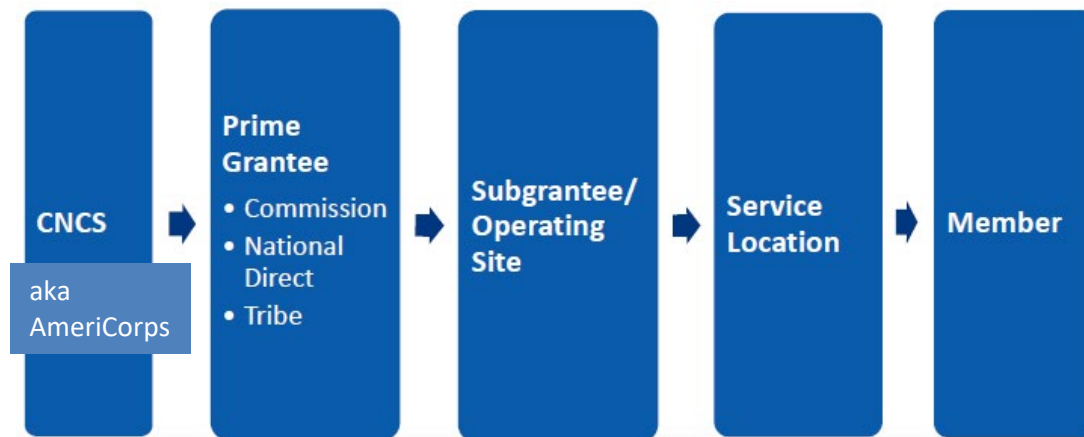 CNCS
aka
AmeriCorps
Prime
Grantee
• Commission
• National
Direct
• Tribe
Subgrantee/
Operating
Site
Service
Location
Member